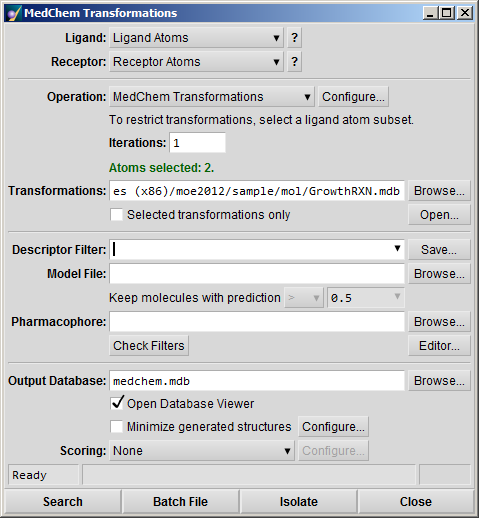 MedChem Transformations
Ligand: Ligand Atoms ?
Receptor: Receptor Atoms ?
Operation: MedChem Transformations Configure...
To restrict transformations, select a ligand atom subset.
Iterations: 1
Atoms selected: 2.
Transformations: es (x86)/moe2012/sample/mol/GrowthRXN.mdb Browse...
Selected transformations only Open...
Descriptor Filter: Save...
Model File: Browse...
Keep molecules with prediction > 0.5
Pharmacophore: Browse...
Check Filters Editor...
Output Database: medchem.mdb Browse...
Open Database Viewer
Minimize generated structures Configure...
Scoring: None Configure...
Ready
Search Batch File Isolate Close